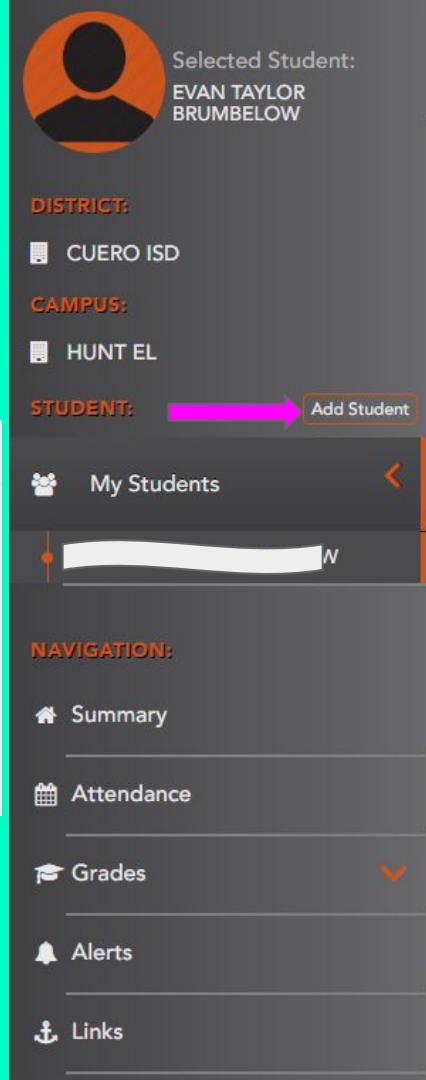 Selected Student:
EVAN TAYLOR
BRUMBELOW
DISTRICT:
CUERO ISD
CAMPUS:
HUNT EL
STUDENT:
Add Student
My Students
W
NAVIGATION:
Summary
Attendance
Grades
Alerts
Links